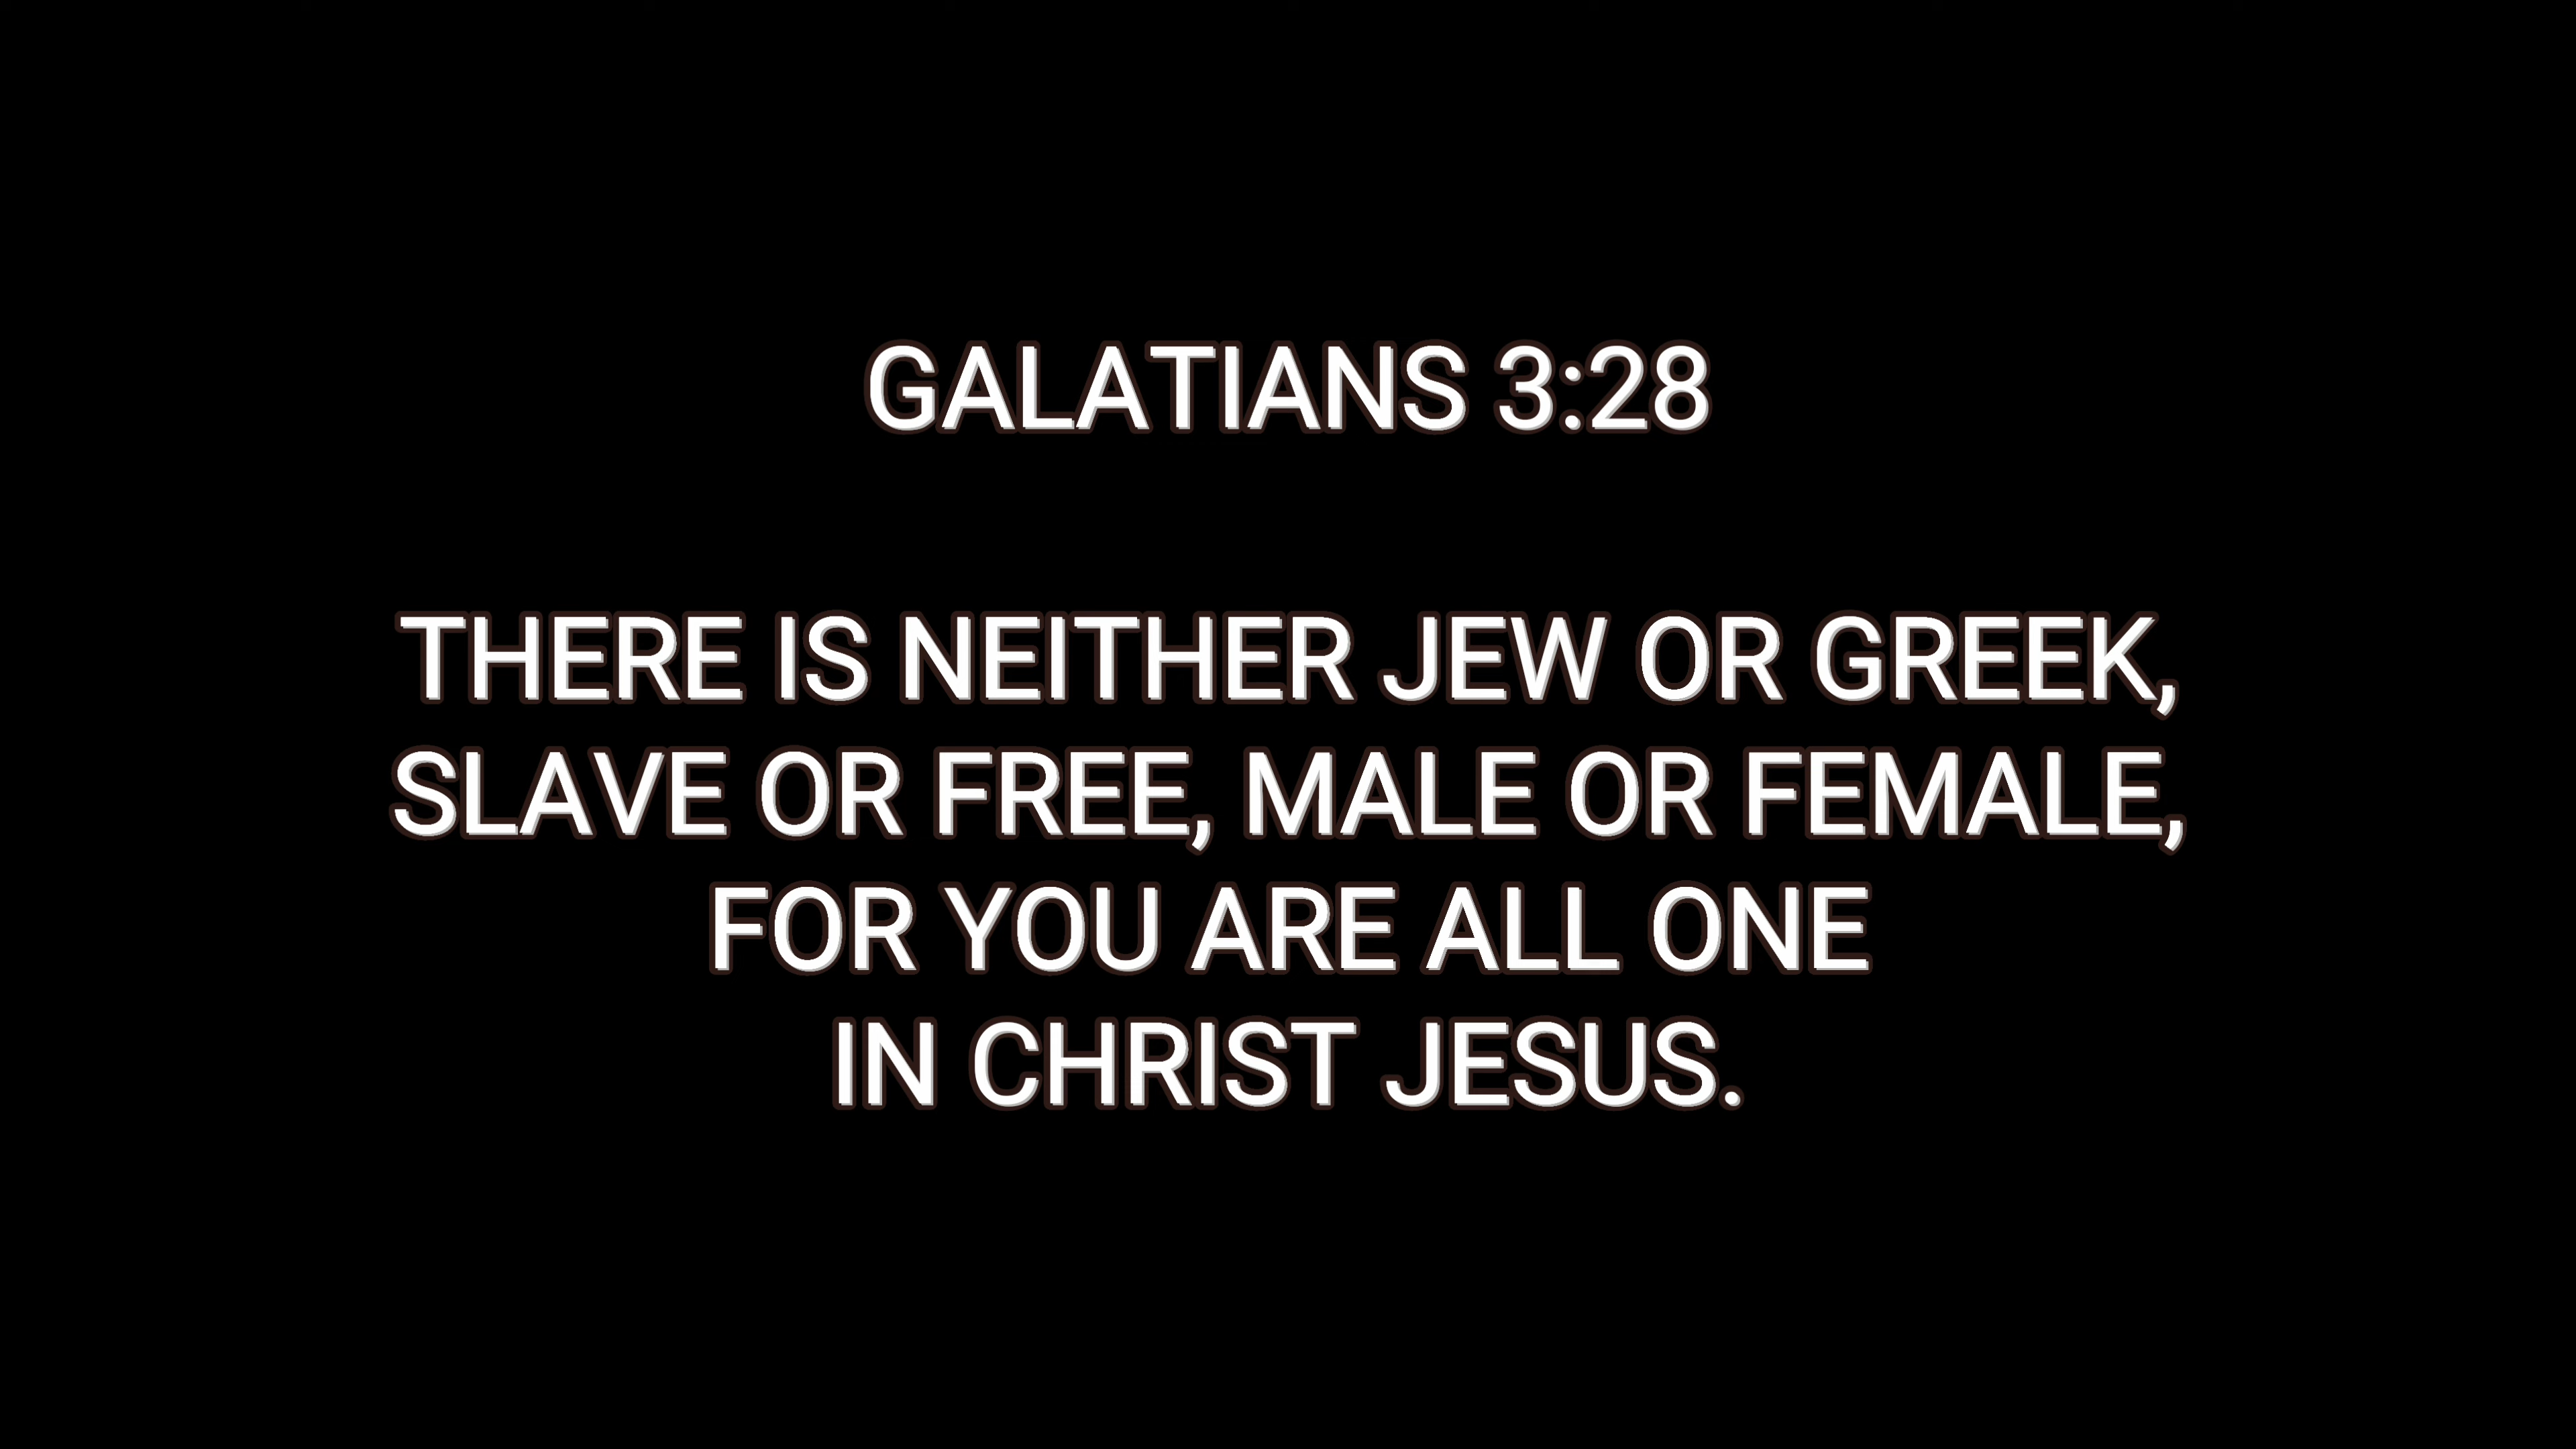 GALATIANS 3:28
THERE IS NEITHER JEW OR GREEK,
SLAVE OR FREE, MALE OR FEMALE,
FOR YOU ARE ALL ONE
IN CHRIST JESUS.